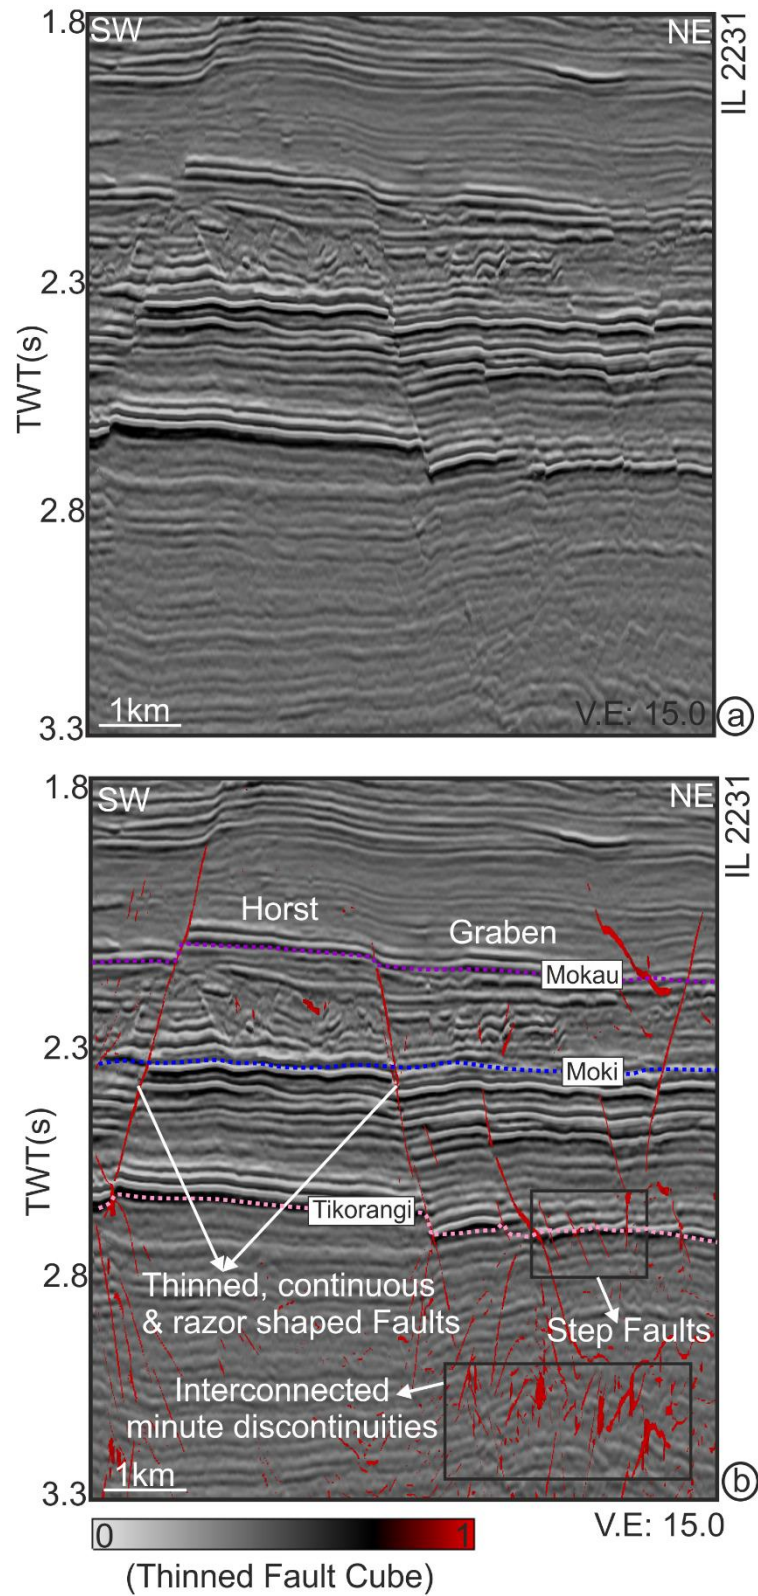 1.8
SW
NE
IL 2231
2.3
TWT(s)
2.8
3.3
1km
V.E: 15.0
a
1.8
SW
NE
IL 2231
Horst
Graben
Mokau
2.3
Moki
TWT(s)
Tikorangi
2.8
Thinned, continuous
& razor shaped Faults
Step Faults
Interconnected
minute discontinuities
1km
3.3
b
V.E: 15.0
0
1
(Thinned Fault Cube)